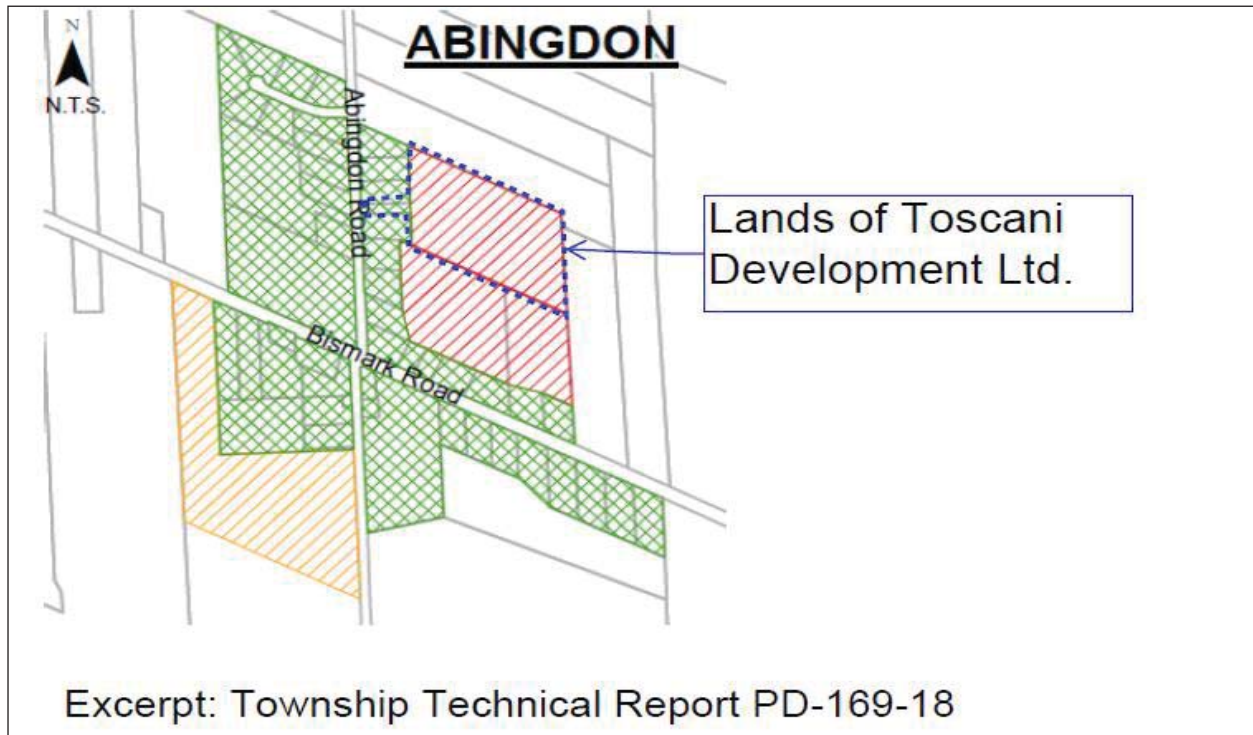 ABINGDON
N
N.T.S.
Abingdon Road
Lands of Toscani
Development Ltd.
Bismark Road
Excerpt: Township Technical Report PD-169-18